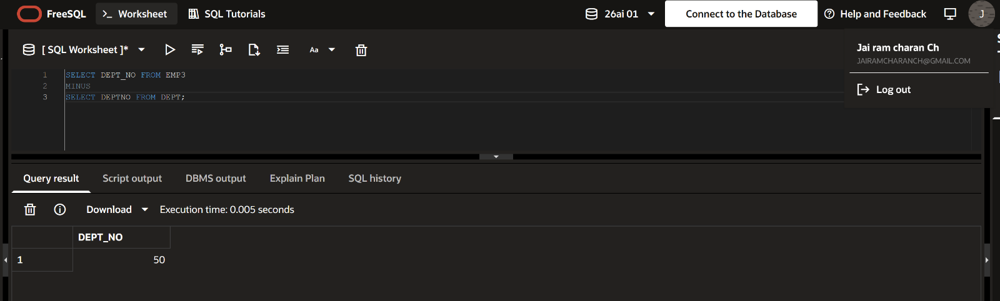 FreeSQL >_ Worksheet SQL Tutorials 26ai 01 Connect to the Database Help and Feedback J
[ SQL Worksheet ]* Aa
Jai ram charan Ch
JAIRAMCHARANCH@GMAIL.COM
Log out
1 SELECT DEPT_NO FROM EMP3
2 MINUS
3 SELECT DEPTNO FROM DEPT;
Query result Script output DBMS output Explain Plan SQL history
Download Execution time: 0.005 seconds
DEPT_NO
1 50